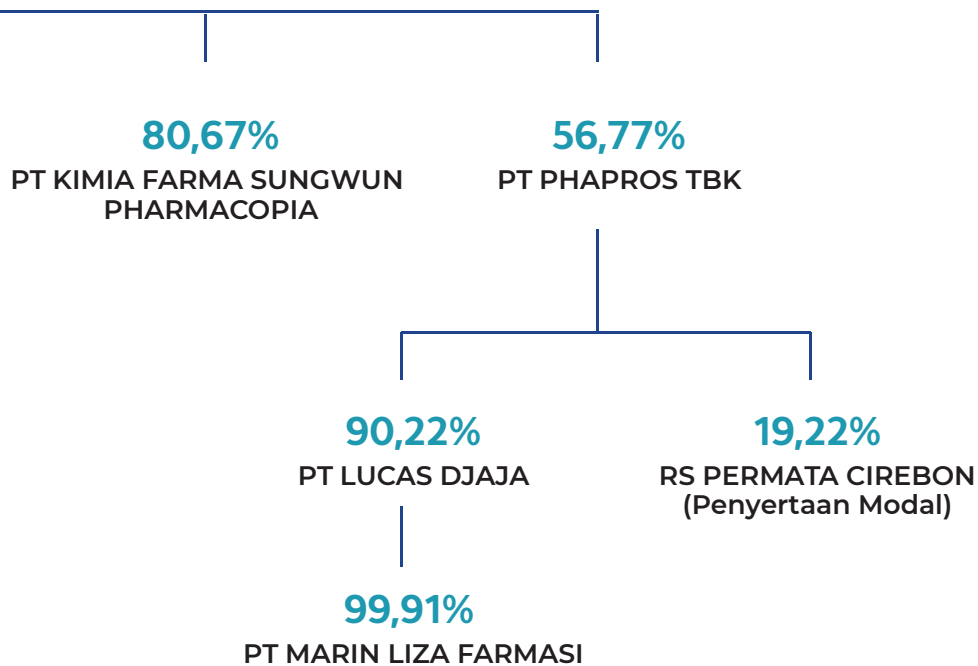 80,67%
PT KIMIA FARMA SUNGWUN
PHARMACOPIA
56,77%
PT PHAPROS TBK
90,22%
PT LUCAS DJAJA
19,22%
RS PERMATA CIREBON
(Penyertaan Modal)
99,91%
PT MARIN LIZA FARMASI